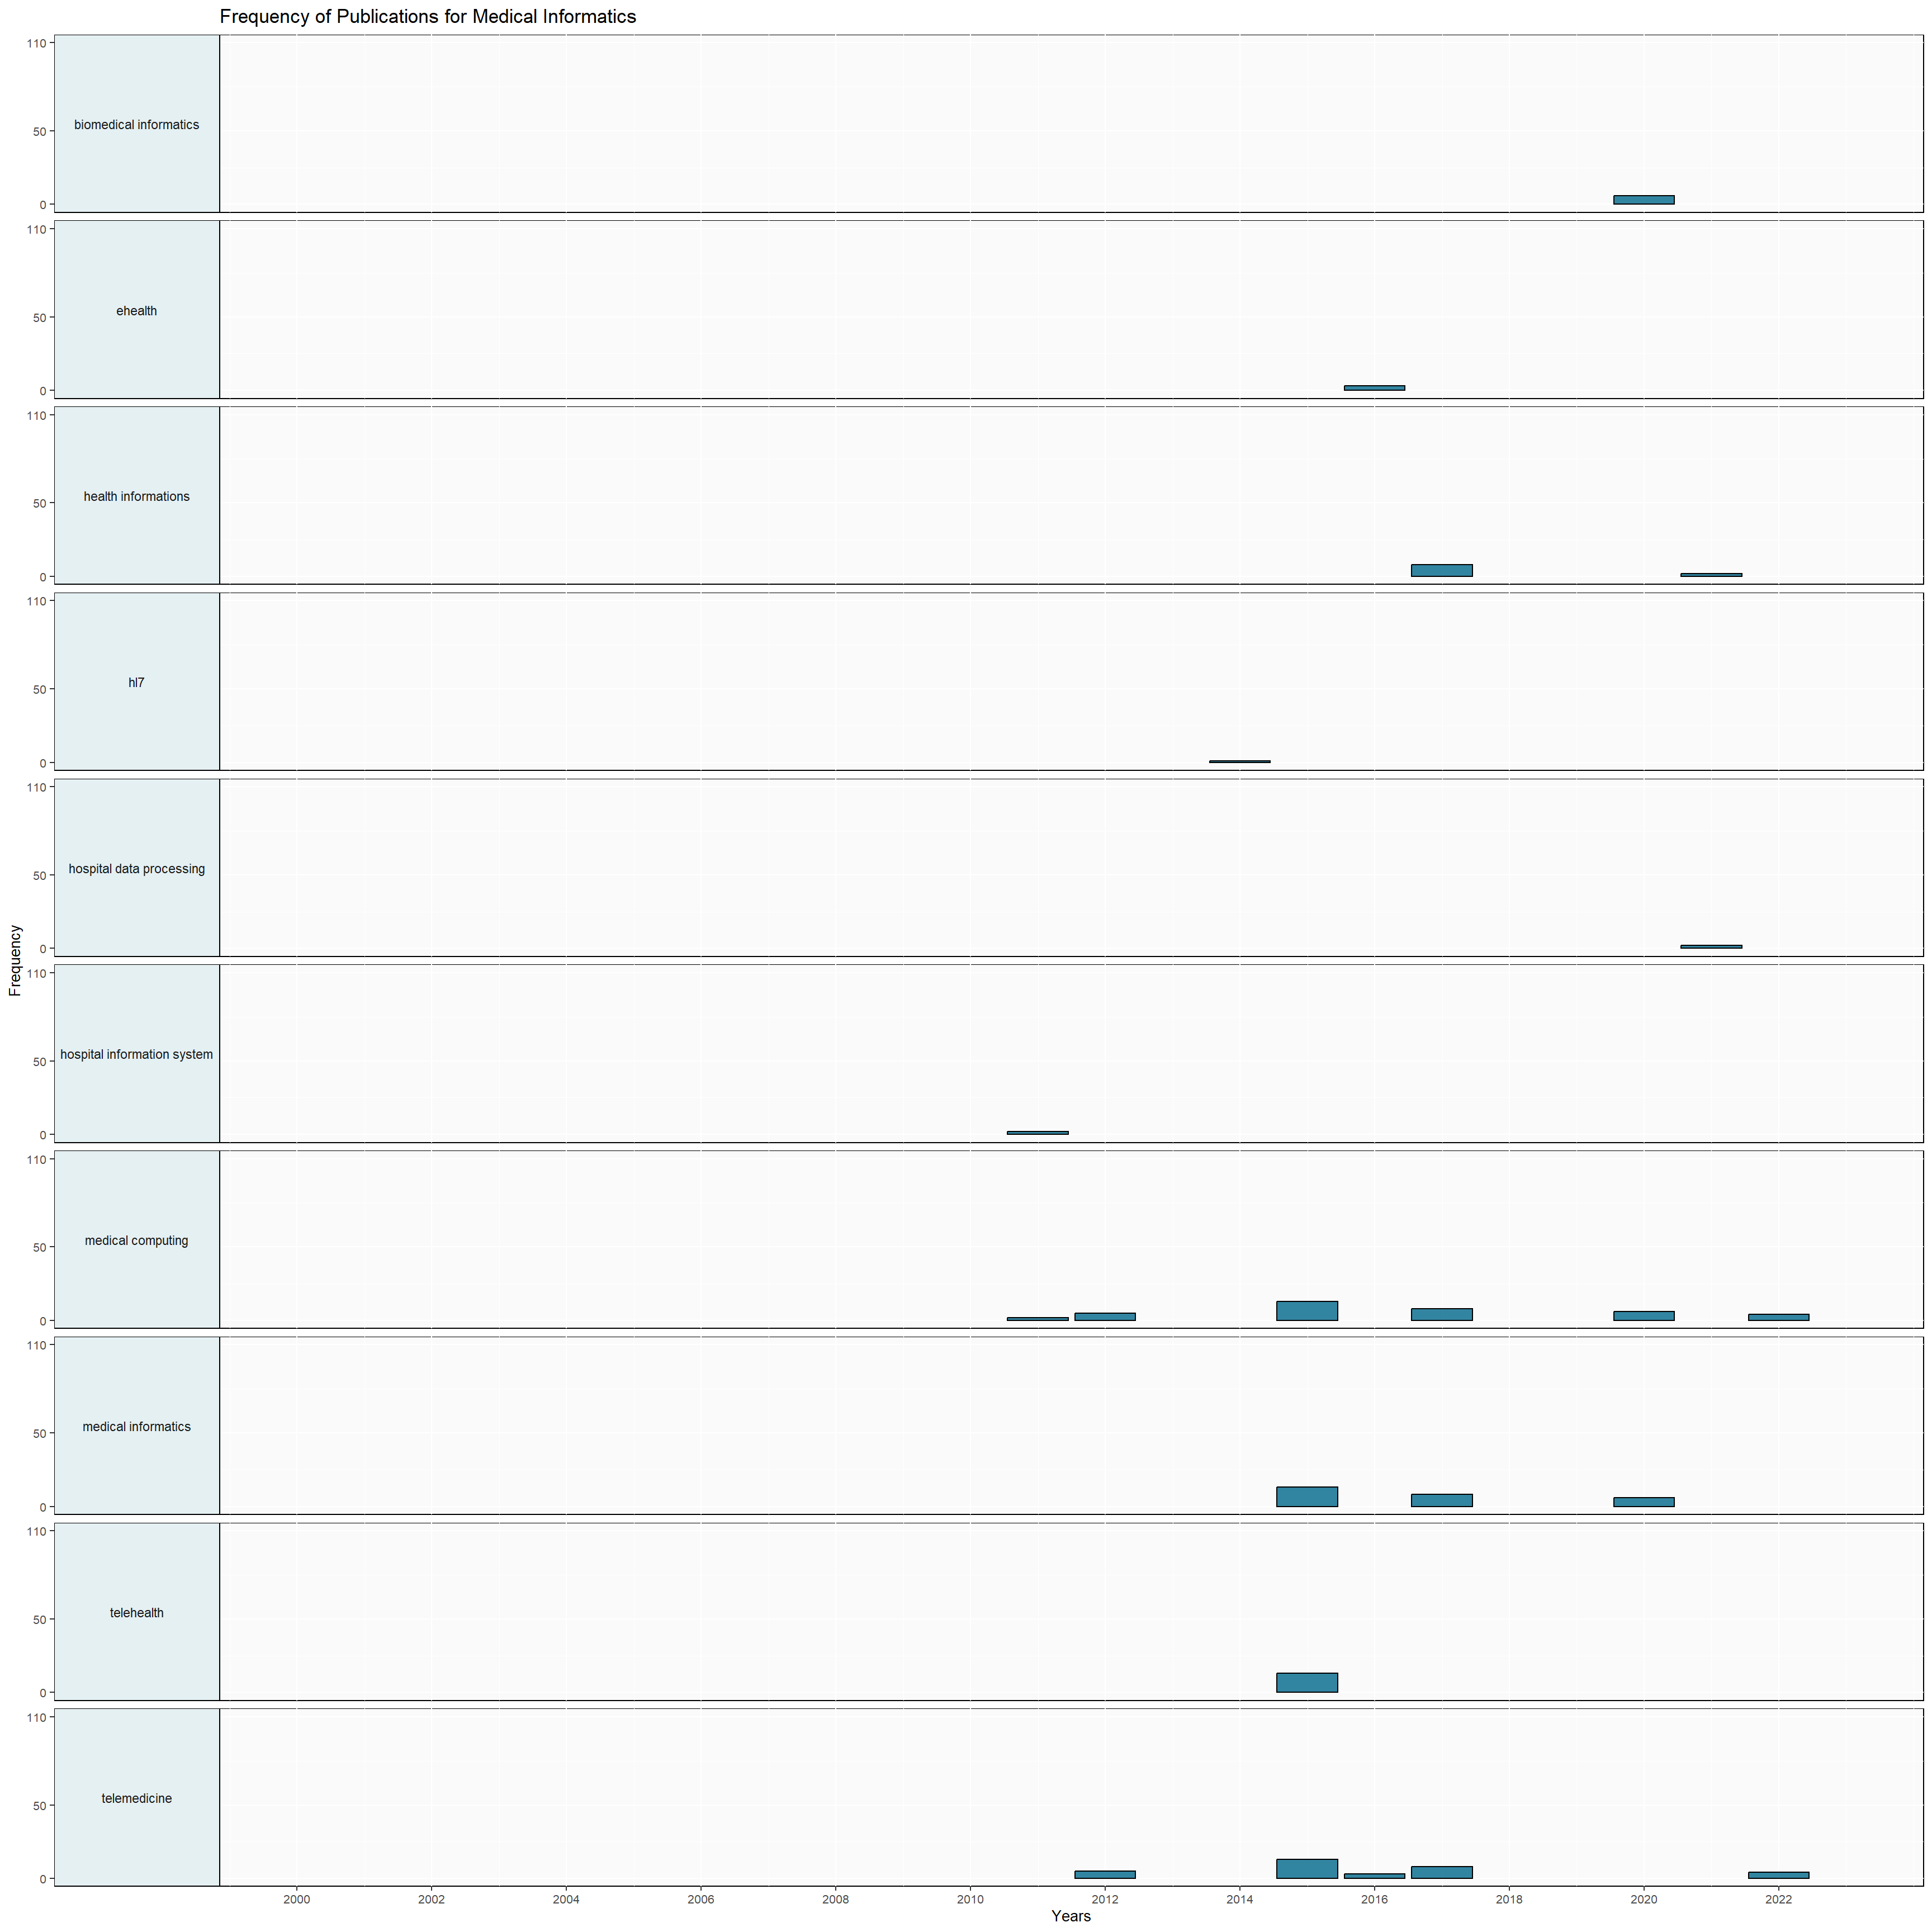 Frequency of Publications for Medical Informatics
110
biomedical informatics
50
0
110
ehealth
50
0
110
health informations
50
0
110
hl7
50
0
110
hospital data processing
50
0
Frequency
110
hospital information system
50
0
110
medical computing
50
0
110
medical informatics
50
0
110
telehealth
50
0
110
telemedicine
50
0
2000 2002 2004 2006 2008 2010 2012 2014 2016 2018 2020 2022
Years